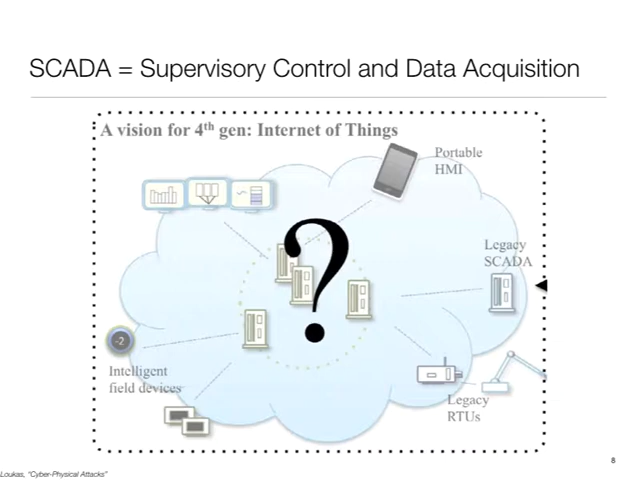 SCADA = Supervisory Control and Data Acquisition
A vision for 4th gen: Internet of Things
Portable
HMI
Legacy
SCADA
?
-2
Intelligent
field devices
Legacy
RTUs
8
Loukas, "Cyber-Physical Attacks"